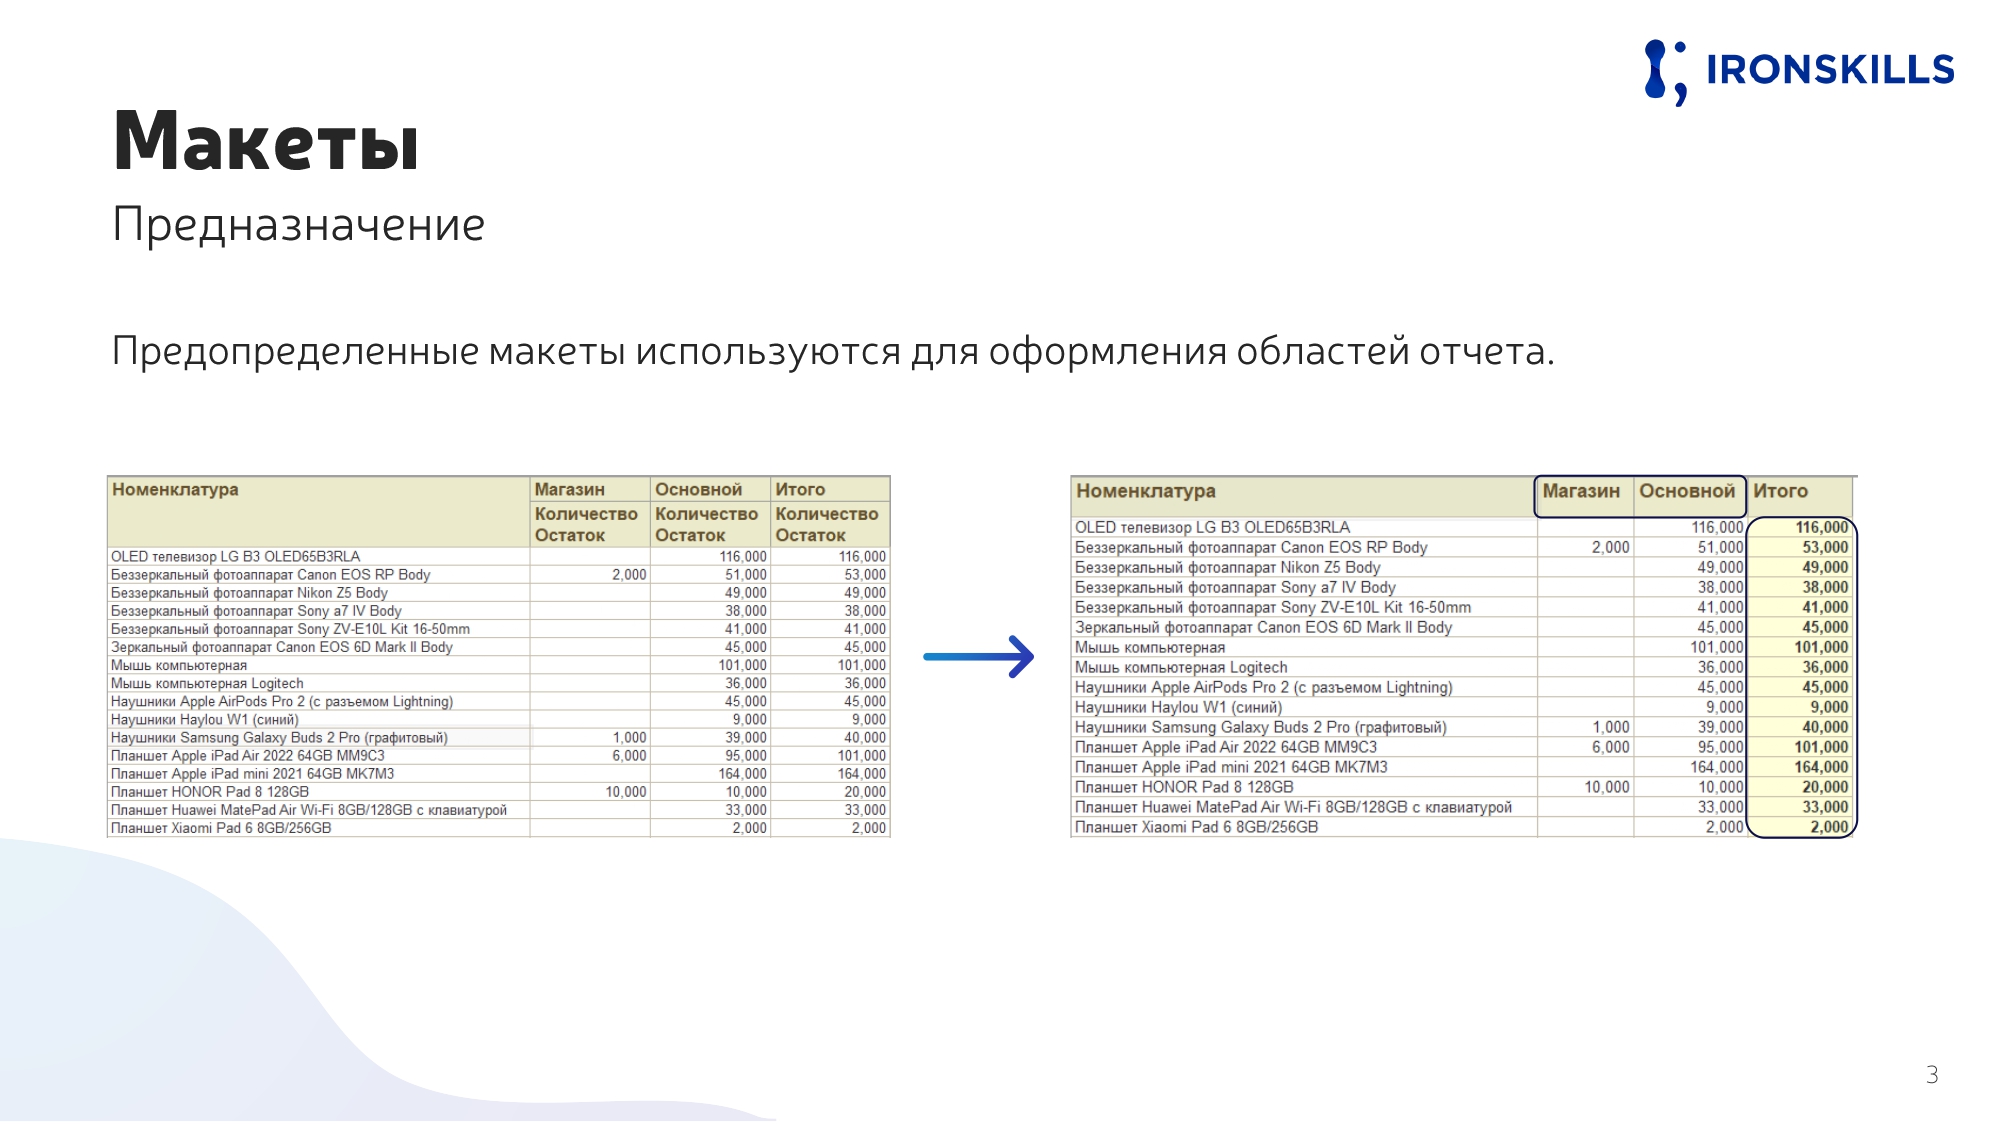 IRONSKILLS
Макеты
Предназначение
Предопределенные макеты используются для оформления областей отчета.
Номенклатура Магазин Основной Итого
Количество Остаток Количество Остаток Количество Остаток
OLED телевизор LG B3 OLED65B3RLA 116,000 116,000
Беззеркальный фотоаппарат Canon EOS RP Body 2,000 51,000 53,000
Беззеркальный фотоаппарат Nikon Z5 Body 49,000 49,000
Беззеркальный фотоаппарат Sony a7 IV Body 38,000 38,000
Беззеркальный фотоаппарат Sony ZV-E10L Kit 16-50mm 41,000 41,000
Зеркальный фотоаппарат Canon EOS 6D Mark II Body 45,000 45,000
Мышь компьютерная 101,000 101,000
Мышь компьютерная Logitech 36,000 36,000
Наушники Apple AirPods Pro 2 (с разъемом Lightning) 45,000 45,000
Наушники Haylou W1 (синий) 9,000 9,000
Наушники Samsung Galaxy Buds 2 Pro (графитовый) 1,000 39,000 40,000
Планшет Apple iPad Air 2022 64GB MM9C3 6,000 95,000 101,000
Планшет Apple iPad mini 2021 64GB MK7M3 164,000 164,000
Планшет HONOR Pad 8 128GB 10,000 10,000 20,000
Планшет Huawei MatePad Air Wi-Fi 8GB/128GB с клавиатурой 33,000 33,000
Планшет Xiaomi Pad 6 8GB/256GB 2,000 2,000
Номенклатура Магазин Основной Итого
OLED телевизор LG B3 OLED65B3RLA 116,000 116,000
Беззеркальный фотоаппарат Canon EOS RP Body 2,000 51,000 53,000
Беззеркальный фотоаппарат Nikon Z5 Body 49,000 49,000
Беззеркальный фотоаппарат Sony a7 IV Body 38,000 38,000
Беззеркальный фотоаппарат Sony ZV-E10L Kit 16-50mm 41,000 41,000
Зеркальный фотоаппарат Canon EOS 6D Mark II Body 45,000 45,000
Мышь компьютерная 101,000 101,000
Мышь компьютерная Logitech 36,000 36,000
Наушники Apple AirPods Pro 2 (с разъемом Lightning) 45,000 45,000
Наушники Haylou W1 (синий) 9,000 9,000
Наушники Samsung Galaxy Buds 2 Pro (графитовый) 1,000 39,000 40,000
Планшет Apple iPad Air 2022 64GB MM9C3 6,000 95,000 101,000
Планшет Apple iPad mini 2021 64GB MK7M3 164,000 164,000
Планшет HONOR Pad 8 128GB 10,000 10,000 20,000
Планшет Huawei MatePad Air Wi-Fi 8GB/128GB с клавиатурой 33,000 33,000
Планшет Xiaomi Pad 6 8GB/256GB 2,000 2,000
3